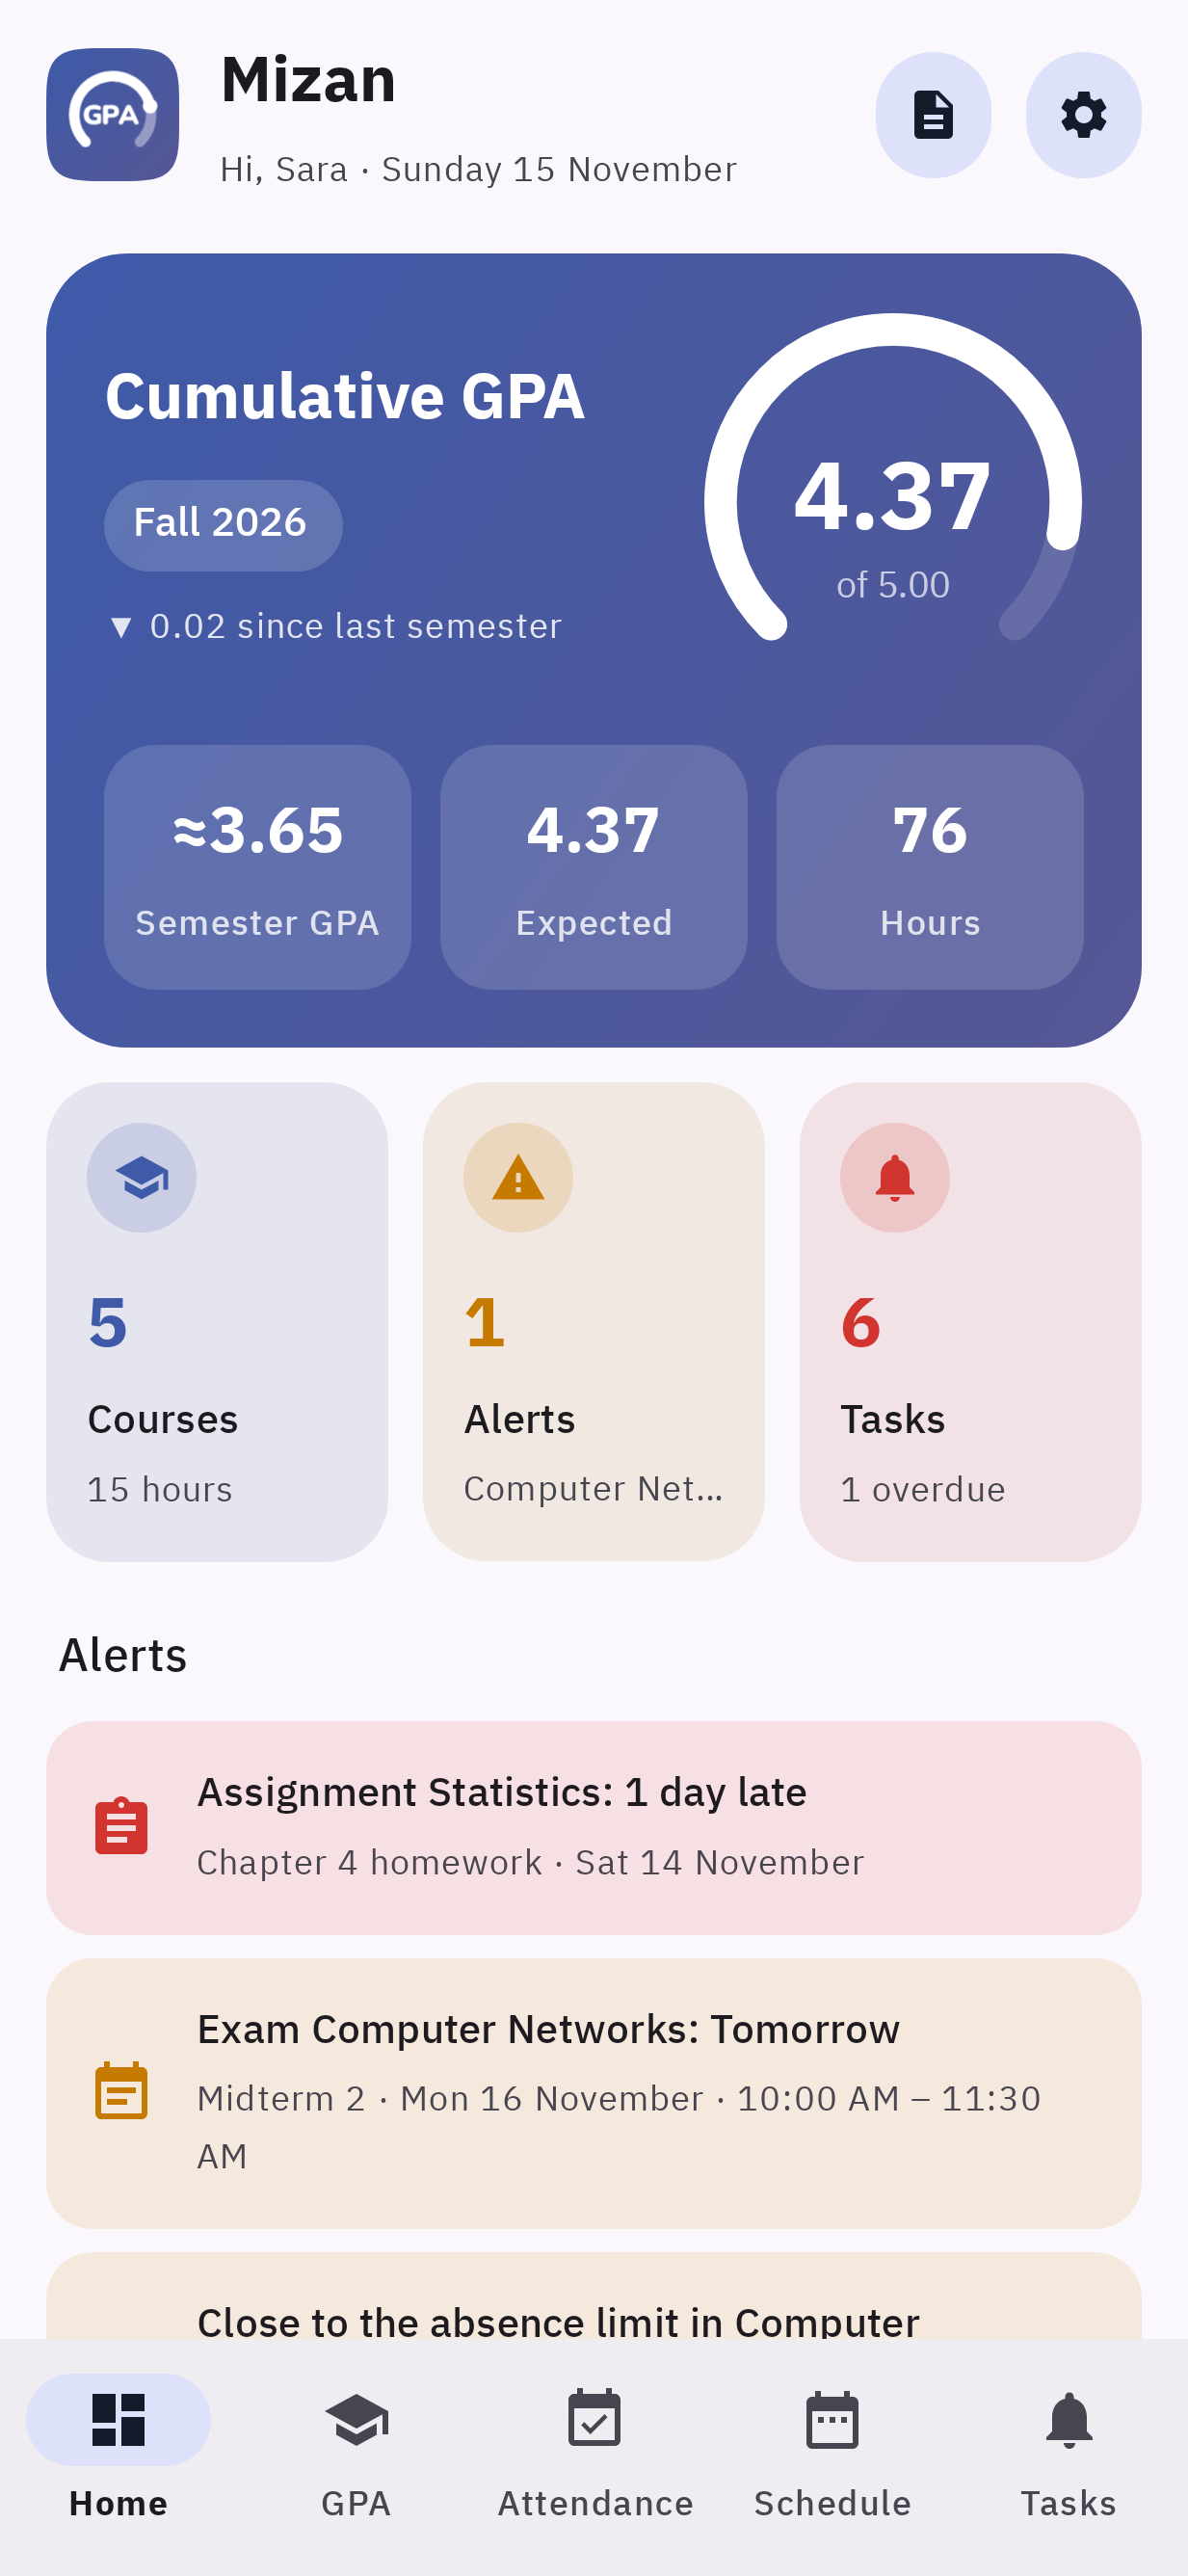 GPA
Mizan
Hi, Sara · Sunday 15 November
Cumulative GPA
Fall 2026
▼ 0.02 since last semester
4.37
of 5.00
≈3.65
Semester GPA
4.37
Expected
76
Hours
5
Courses
15 hours
1
Alerts
Computer Net...
6
Tasks
1 overdue
Alerts
Assignment Statistics: 1 day late
Chapter 4 homework · Sat 14 November
Exam Computer Networks: Tomorrow
Midterm 2 · Mon 16 November · 10:00 AM – 11:30
AM
Close to the absence limit in Computer
Home
GPA
Attendance
Schedule
Tasks